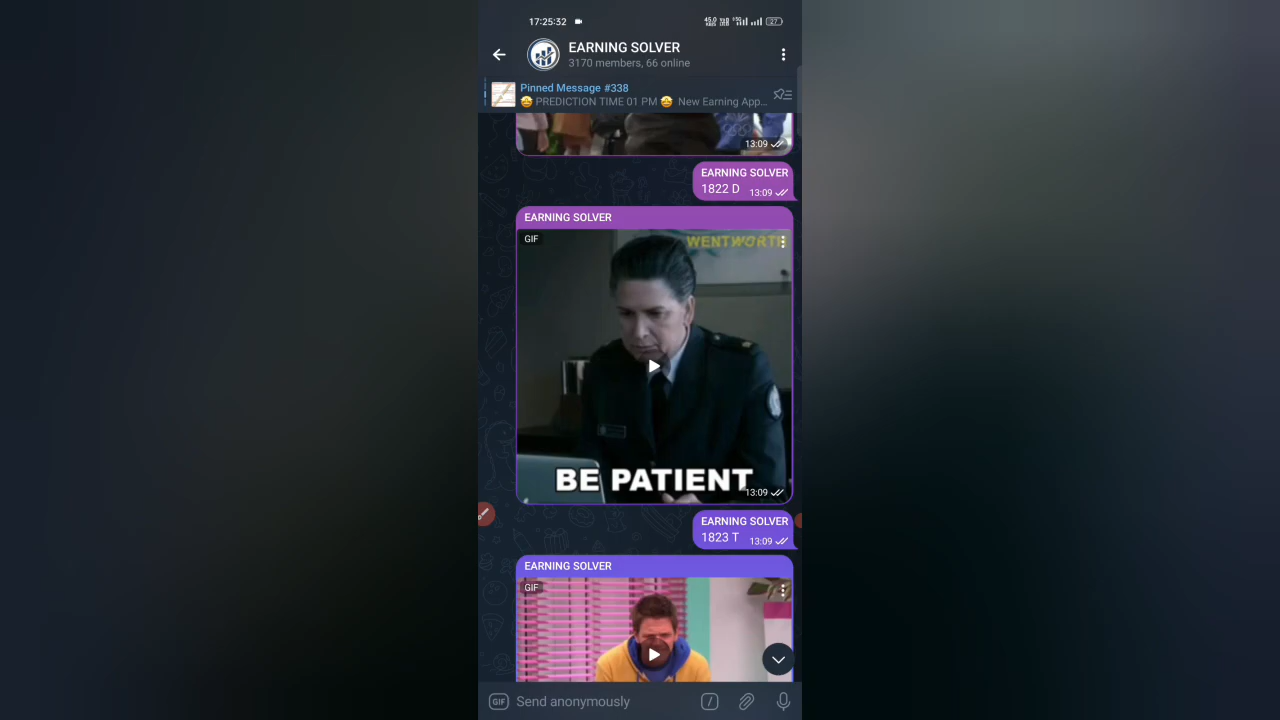 17:25:32
27
EARNING SOLVER
3170 members, 66 online
Pinned Message #338
🤩 PREDICTION TIME 01 PM 🤩 New Earning App...
13:09
EARNING SOLVER
1822 D 13:09
EARNING SOLVER
GIF
WENTWORTH
BE PATIENT
13:09
EARNING SOLVER
1823 T 13:09
EARNING SOLVER
GIF
GIF Send anonymously